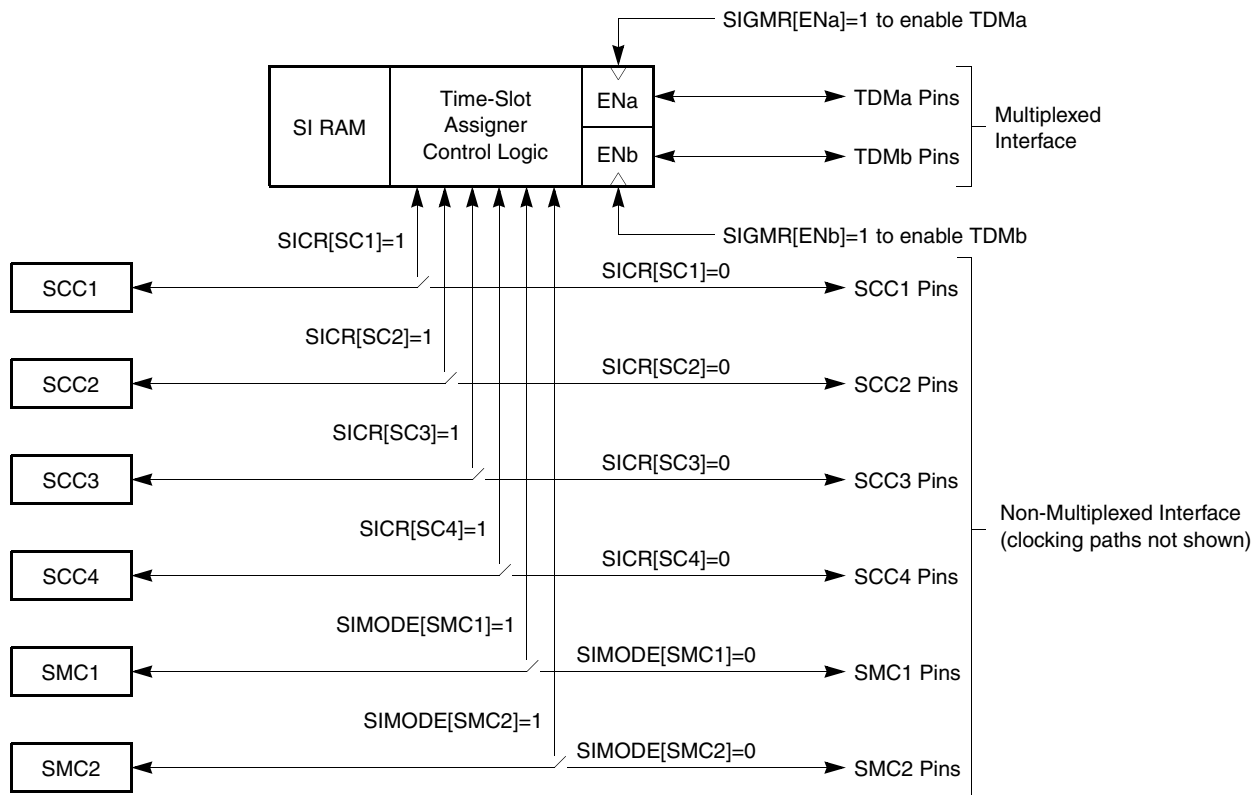 SIGMR[ENa]=1 to enable TDMa
SI RAM
Time-Slot
Assigner
Control Logic
ENa
ENb
TDMa Pins
TDMb Pins
Multiplexed
Interface
SIGMR[ENb]=1 to enable TDMb
SICR[SC1]=1
SCC1
SICR[SC1]=0
SCC1 Pins
SICR[SC2]=1
SCC2
SICR[SC2]=0
SCC2 Pins
SICR[SC3]=1
SCC3
SICR[SC3]=0
SCC3 Pins
SICR[SC4]=1
SCC4
SICR[SC4]=0
SCC4 Pins
Non-Multiplexed Interface
(clocking paths not shown)
SIMODE[SMC1]=1
SMC1
SIMODE[SMC1]=0
SMC1 Pins
SIMODE[SMC2]=1
SMC2
SIMODE[SMC2]=0
SMC2 Pins